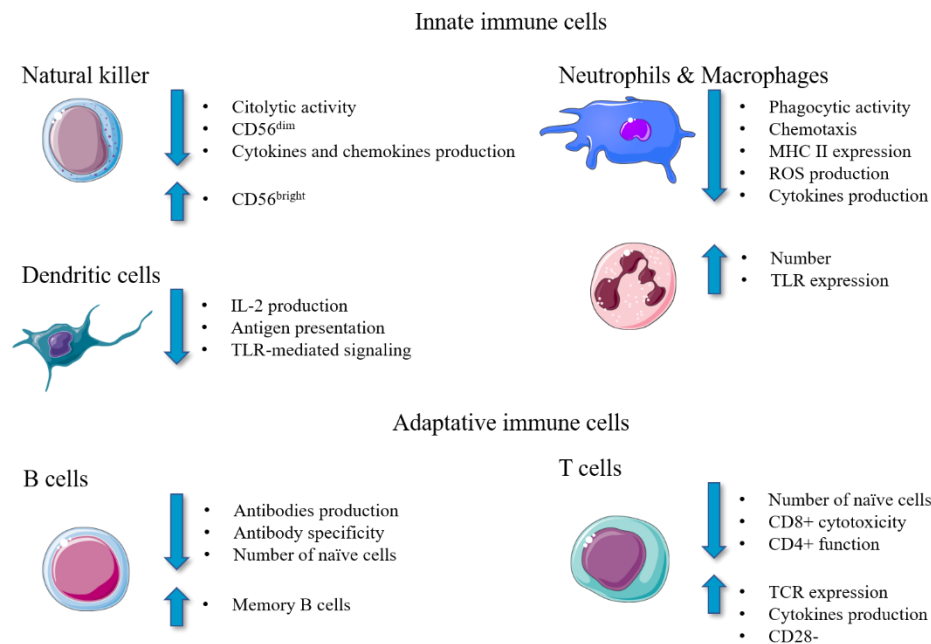 Innate immune cells
Natural killer
• Citolytic activity
• CD56dim
• Cytokines and chemokines production
• CD56bright
Neutrophils & Macrophages
• Phagocytic activity
• Chemotaxis
• MHC II expression
• ROS production
• Cytokines production
• Number
• TLR expression
Dendritic cells
• IL-2 production
• Antigen presentation
• TLR-mediated signaling
Adaptative immune cells
B cells
• Antibodies production
• Antibody specificity
• Number of naïve cells
• Memory B cells
T cells
• Number of naïve cells
• CD8+ cytotoxicity
• CD4+ function
• TCR expression
• Cytokines production
• CD28-